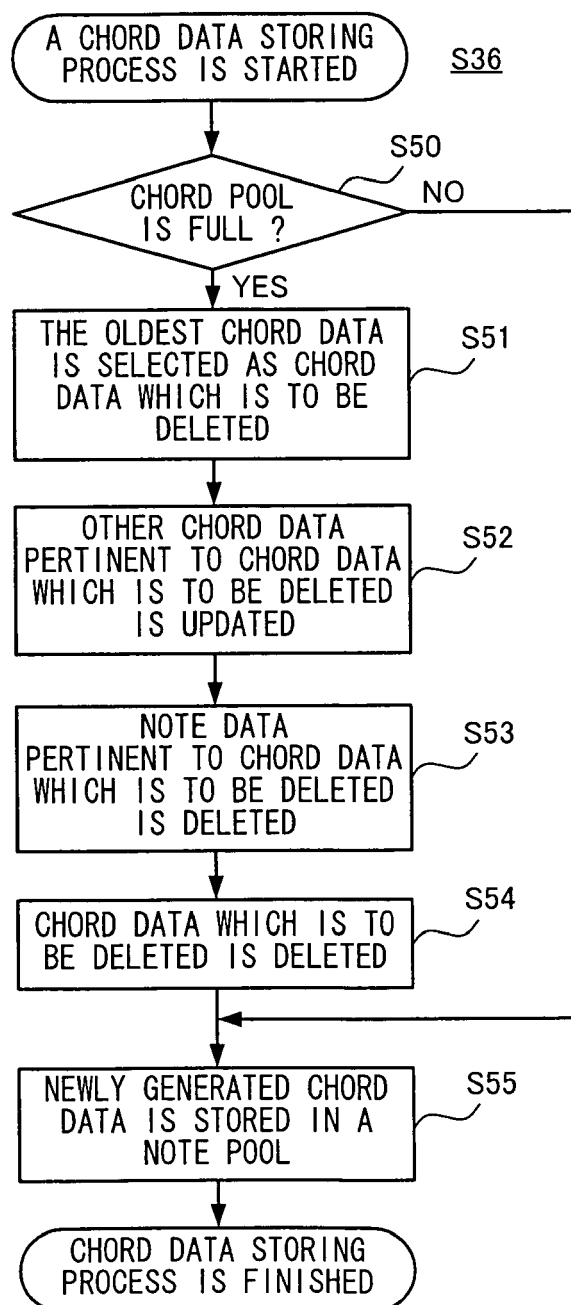 A CHORD DATA STORING
PROCESS IS STARTED
S36
S50
CHORD POOL
IS FULL ?
NO
YES
THE OLDEST CHORD DATA
IS SELECTED AS CHORD
DATA WHICH IS TO BE
DELETED
S51
OTHER CHORD DATA
PERTINENT TO CHORD DATA
WHICH IS TO BE DELETED
IS UPDATED
S52
NOTE DATA
PERTINENT TO CHORD DATA
WHICH IS TO BE DELETED
IS DELETED
S53
CHORD DATA WHICH IS TO
BE DELETED IS DELETED
S54
NEWLY GENERATED CHORD
DATA IS STORED IN A
NOTE POOL
S55
CHORD DATA STORING
PROCESS IS FINISHED